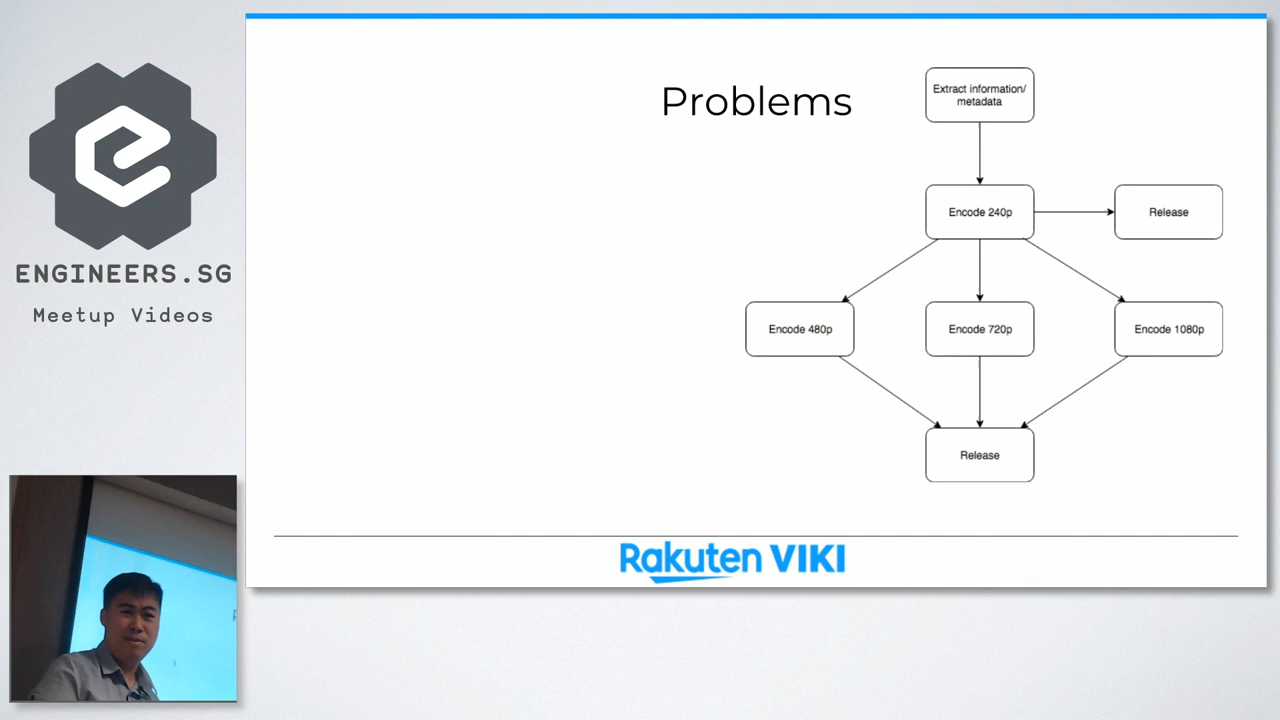 ENGINEERS.SG
Meetup Videos
Problems
Extract information/
metadata
Encode 240p
Release
Encode 480p
Encode 720p
Encode 1080p
Release
Rakuten VIKI